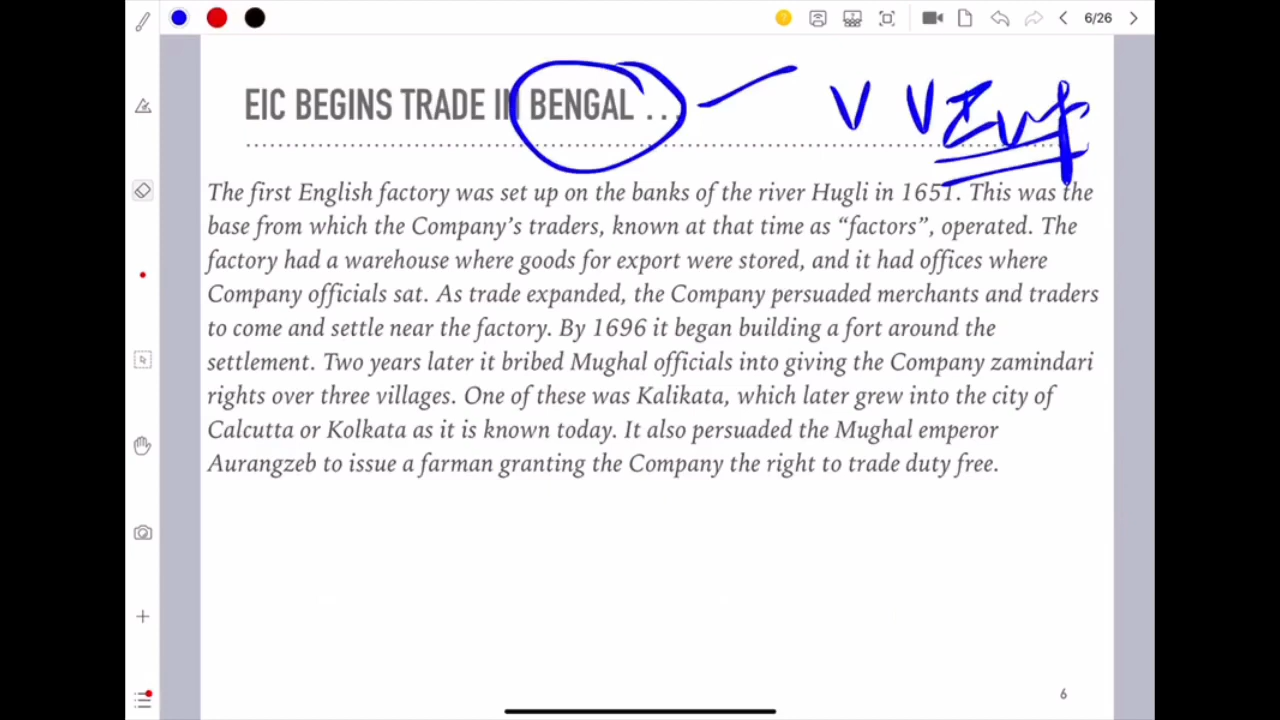 6/26
EIC BEGINS TRADE IN BENGAL ...
V V Imp
The first English factory was set up on the banks of the river Hugli in 1651. This was the
base from which the Company's traders, known at that time as “factors”, operated. The
factory had a warehouse where goods for export were stored, and it had offices where
Company officials sat. As trade expanded, the Company persuaded merchants and traders
to come and settle near the factory. By 1696 it began building a fort around the
settlement. Two years later it bribed Mughal officials into giving the Company zamindari
rights over three villages. One of these was Kalikata, which later grew into the city of
Calcutta or Kolkata as it is known today. It also persuaded the Mughal emperor
Aurangzeb to issue a farman granting the Company the right to trade duty free.
6